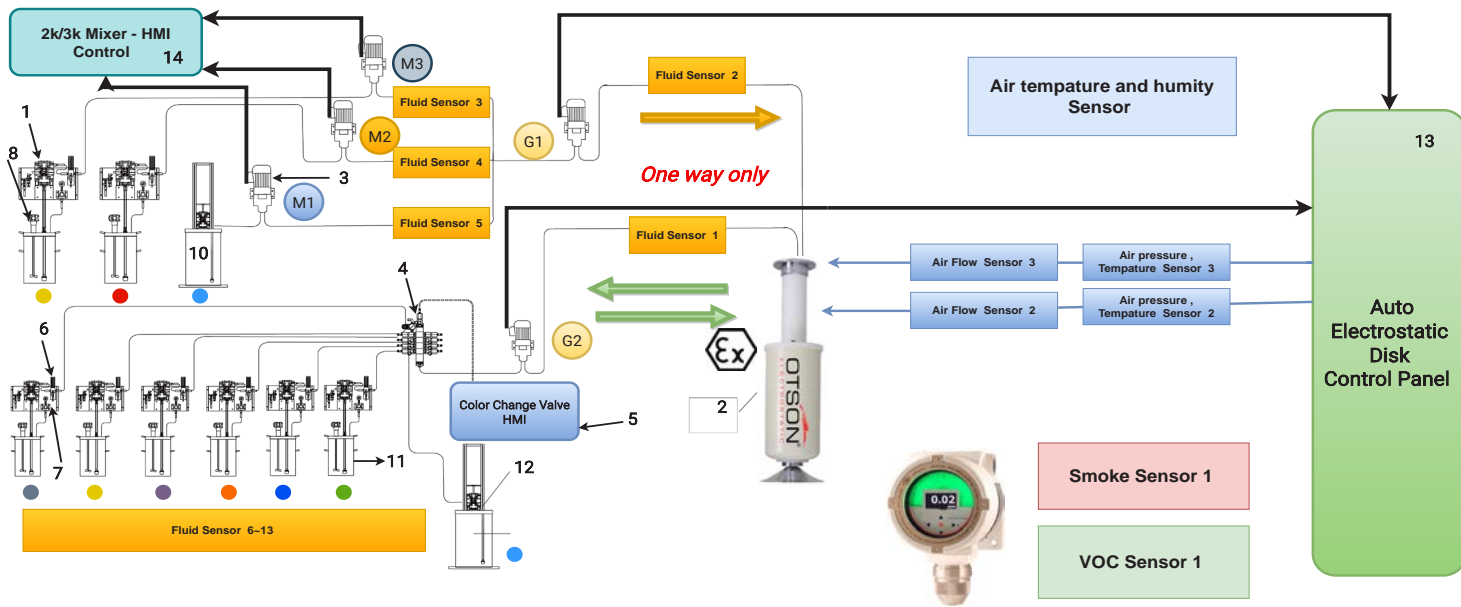 2k/3k Mixer - HMI
Control
14
M3
M2
M1
1
8
3
10
Fluid Sensor 3
Fluid Sensor 4
Fluid Sensor 5
G1
Fluid Sensor 2
One way only
Air tempature and humity
Sensor
13
Auto
Electrostatic
Disk
Control Panel
Fluid Sensor 1
Air Flow Sensor 3
Air pressure ,
Tempature Sensor 3
Air Flow Sensor 2
Air pressure ,
Tempature Sensor 2
4
6
7
G2
Ex
OTSON®
ELECTROSTATIC
2
Color Change Valve
HMI
5
11
12
Fluid Sensor 6~13
0.02
Smoke Sensor 1
VOC Sensor 1